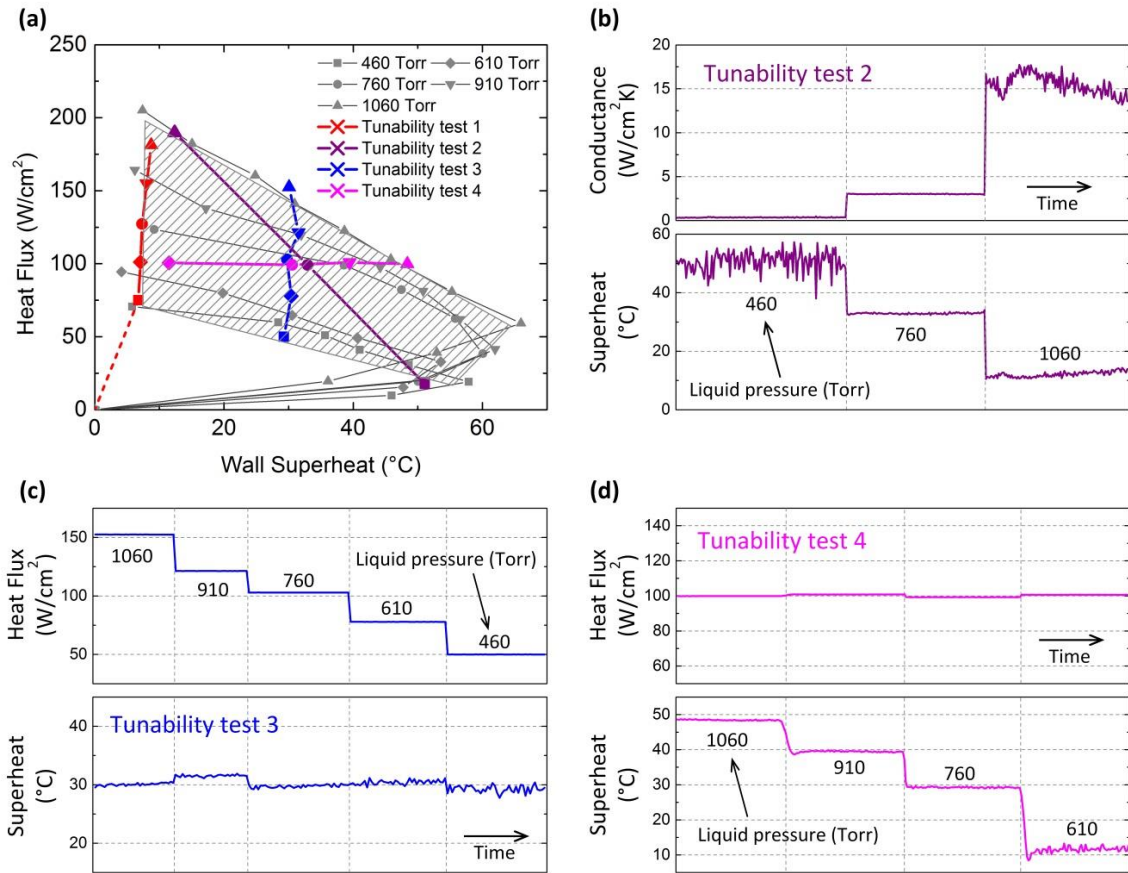 (a)
250
200
150
100
50
0
0
20
40
60
Heat Flux (W/cm²)
Wall Superheat (°C)
460 Torr
610 Torr
760 Torr
910 Torr
1060 Torr
Tunability test 1
Tunability test 2
Tunability test 3
Tunability test 4
(b)
Tunability test 2
Conductance
(W/cm²K)
20
15
10
5
0
Time
Superheat
(°C)
60
40
20
0
460
760
1060
Liquid pressure (Torr)
(c)
Heat Flux
(W/cm²)
150
100
50
1060
910
760
610
460
Liquid pressure (Torr)
Tunability test 3
Superheat
(°C)
40
30
20
Time
(d)
Tunability test 4
Heat Flux
(W/cm²)
140
120
100
80
60
Time
Superheat
(°C)
50
40
30
20
10
1060
910
760
610
Liquid pressure (Torr)